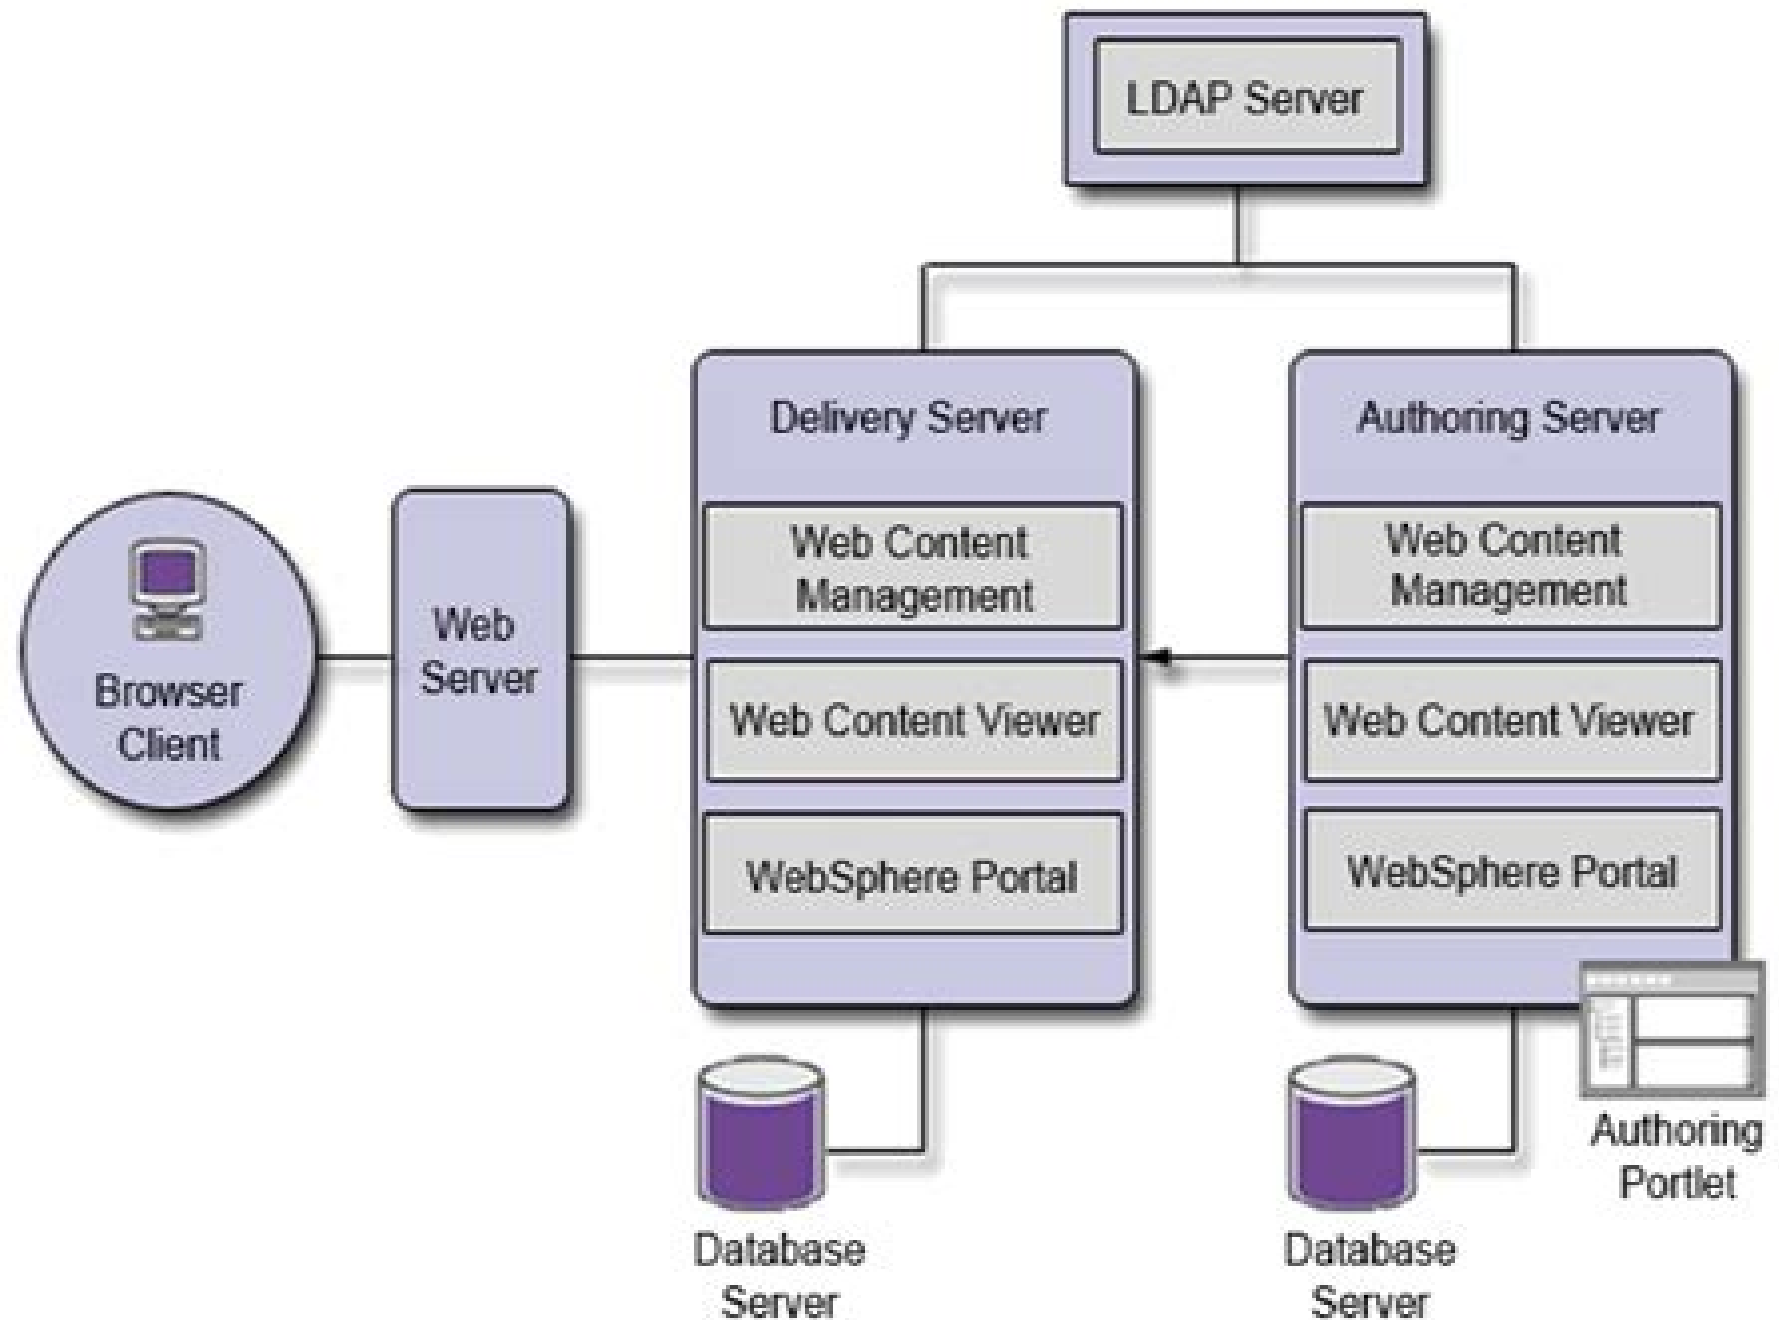 LDAP Server
Delivery Server
Authoring Server
Web Content
Management
Web Content
Management
Browser
Client
Web
Server
Web Content Viewer
Web Content Viewer
WebSphere Portal
WebSphere Portal
Authoring
Portlet
Database
Server
Database
Server